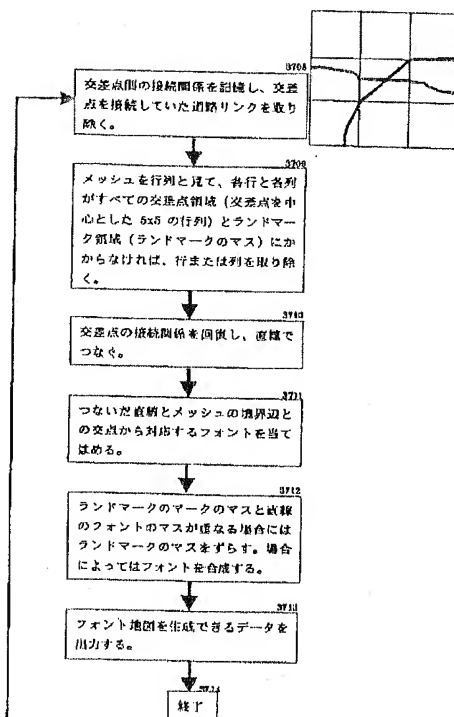 3708
交差点間の接続関係を記憶し、交差
点を接続していた道路リンクを取り
除く。
3709
メッシュを行列と見て、各行と各列
がすべての交差点領域(交差点を中
心とした 5x5 の行列)とランドマー
ク領域(ランドマークのマス)にか
からなければ、行または列を取り除
く。
3710
交差点の接続関係を回復し、直線で
つなぐ。
3711
つないだ直線とメッシュの境界辺と
の交点から対応するフォントを当て
はめる。
3712
ランドマークのマークのマスと直線
のフォントのマスが重なる場合には
ランドマークのマスをずらす。場合
によってはフォントを合成する。
3713
フォント地図を生成できるデータを
出力する。
3714
終了